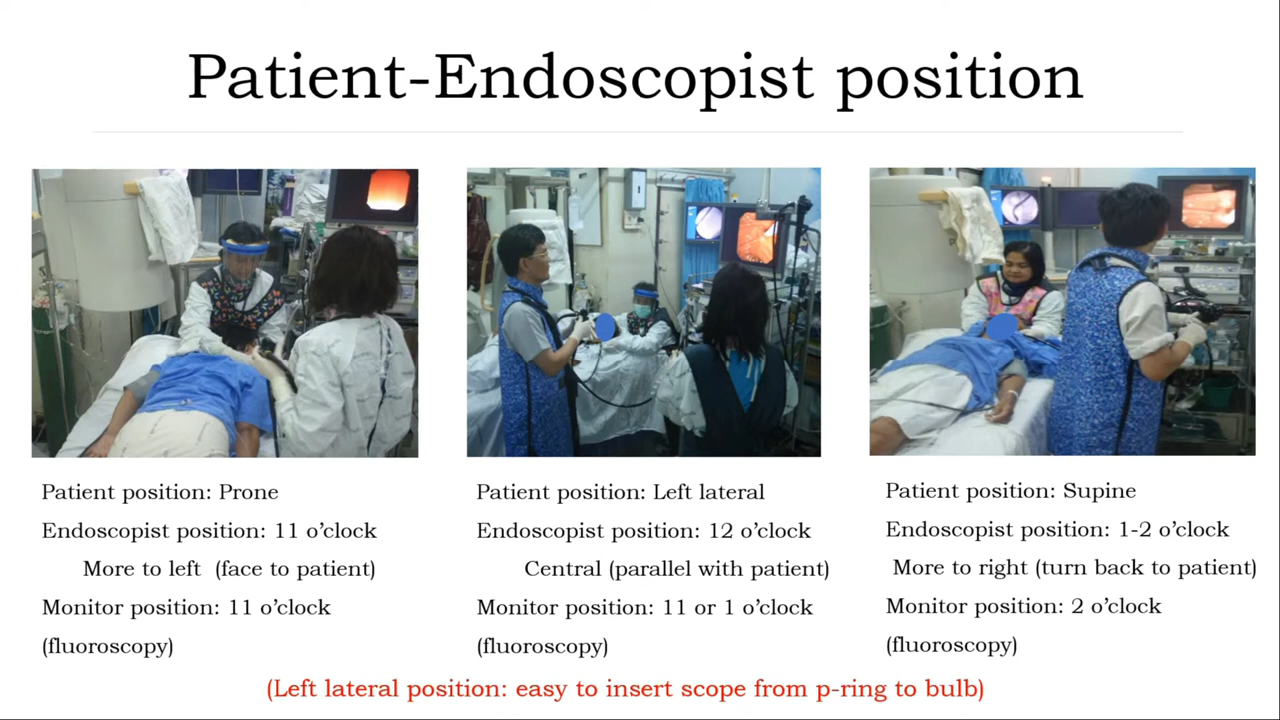 Patient-Endoscopist position
Patient position: Prone
Endoscopist position: 11 o’clock
More to left (face to patient)
Monitor position: 11 o’clock
(fluoroscopy)
Patient position: Left lateral
Endoscopist position: 12 o’clock
Central (parallel with patient)
Monitor position: 11 or 1 o’clock
(fluoroscopy)
Patient position: Supine
Endoscopist position: 1-2 o’clock
More to right (turn back to patient)
Monitor position: 2 o’clock
(fluoroscopy)
(Left lateral position: easy to insert scope from p-ring to bulb)